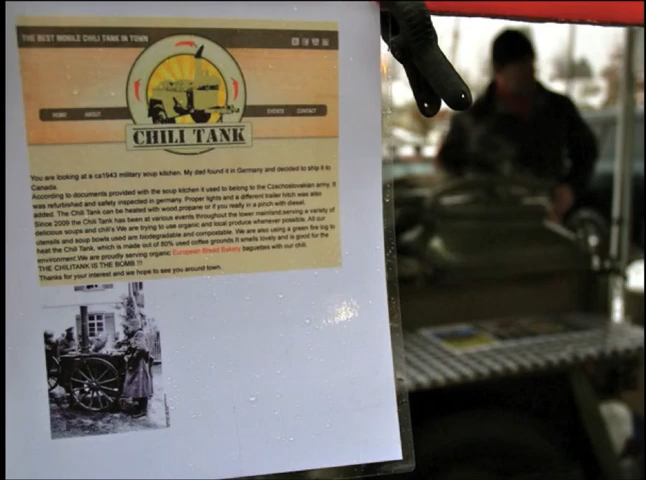 THE BEST MOBILE CHILI TANK IN TOWN
HOME ABOUT EVENTS CONTACT
CHILI TANK
You are looking at a ca1943 military soup kitchen. My dad found it in Germany and decided to ship it to
Canada.
According to documents provided with the soup kitchen it used to belong to the Czachoslovakian army. It
was refurbished and safety inspected in germany. Proper lights and a different trailer hitch was also
added. The Chili Tank can be heated with wood,propane or if you really in a pinch with diesel.
Since 2009 the Chili Tank has been at various events throughout the lower mainland,serving a variety of
delicious soups and chili's We are trying to use organic and local produce whenever possible. All our
utensils and soup bowls used are biodegradable and compostable. We are also using a green fire log to
heat the Chili Tank, which is made out of 80% used coffee grounds.It smells lovely and is good for the
environment.We are proudly serving organic European Bread Bakery baguettes with our chili.
THE CHILITANK IS THE BOMB !!!
Thanks for your interest and we hope to see you around town.